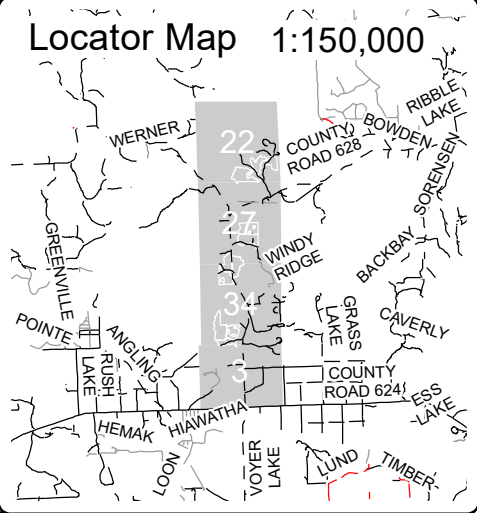 Locator Map 1:150,000
RIBBLE
LAKE
WERNER
22
COUNTY
ROAD 628
BOWDEN
SORENSEN
GREENVILLE
27
WINDY
RIDGE
BACKBAY
34
POINTE
ANGLING
GRASS
LAKE
CAVERLY
RUSH
LAKE
3
COUNTY
ROAD 624
ESS
LAKE
HEMAK
HIAWATHA
LOON
VOYER
LAKE
LUND
TIMBER